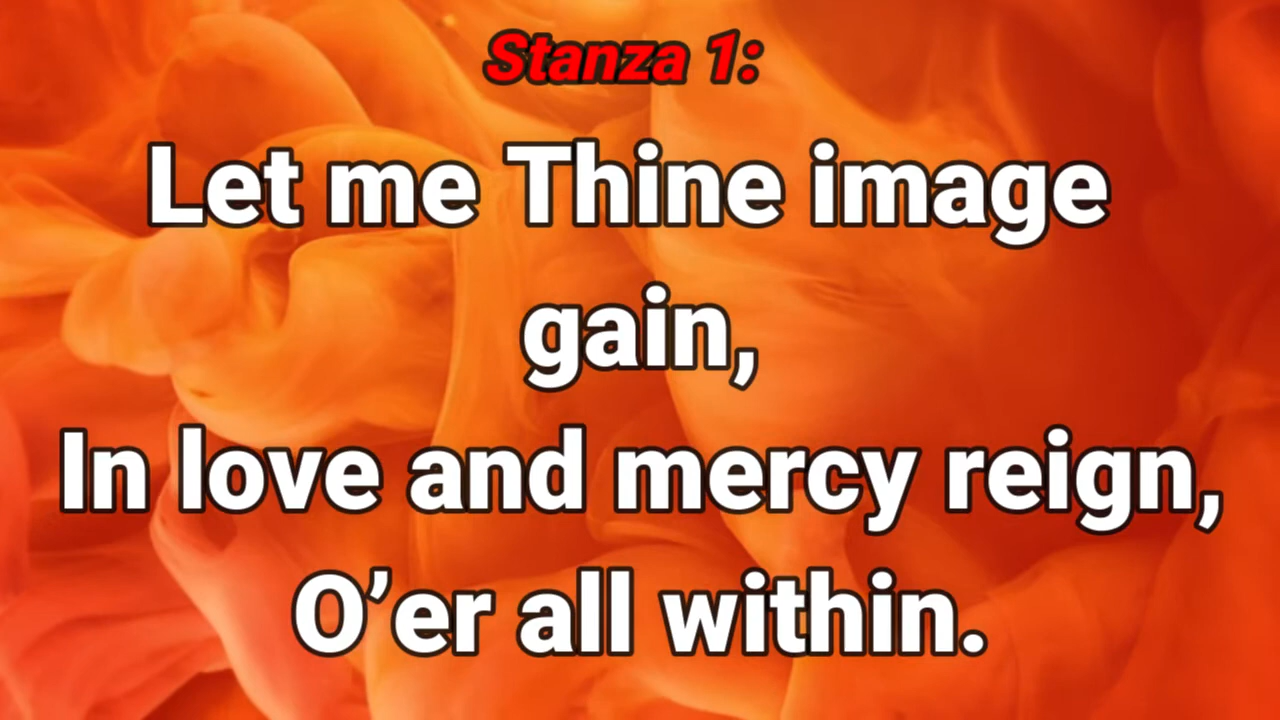 Stanza 1:
Let me Thine image
gain,
In love and mercy reign,
O’er all within.